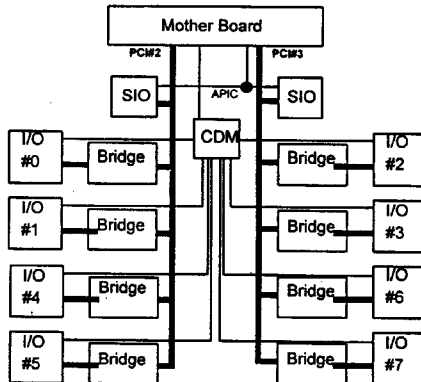 Mother Board
PCI#2
PCI#3
SIO
APIC
SIO
CDM
I/O
#0
Bridge
Bridge
I/O
#2
I/O
#1
Bridge
Bridge
I/O
#3
I/O
#4
Bridge
Bridge
I/O
#6
I/O
#5
Bridge
Bridge
I/O
#7